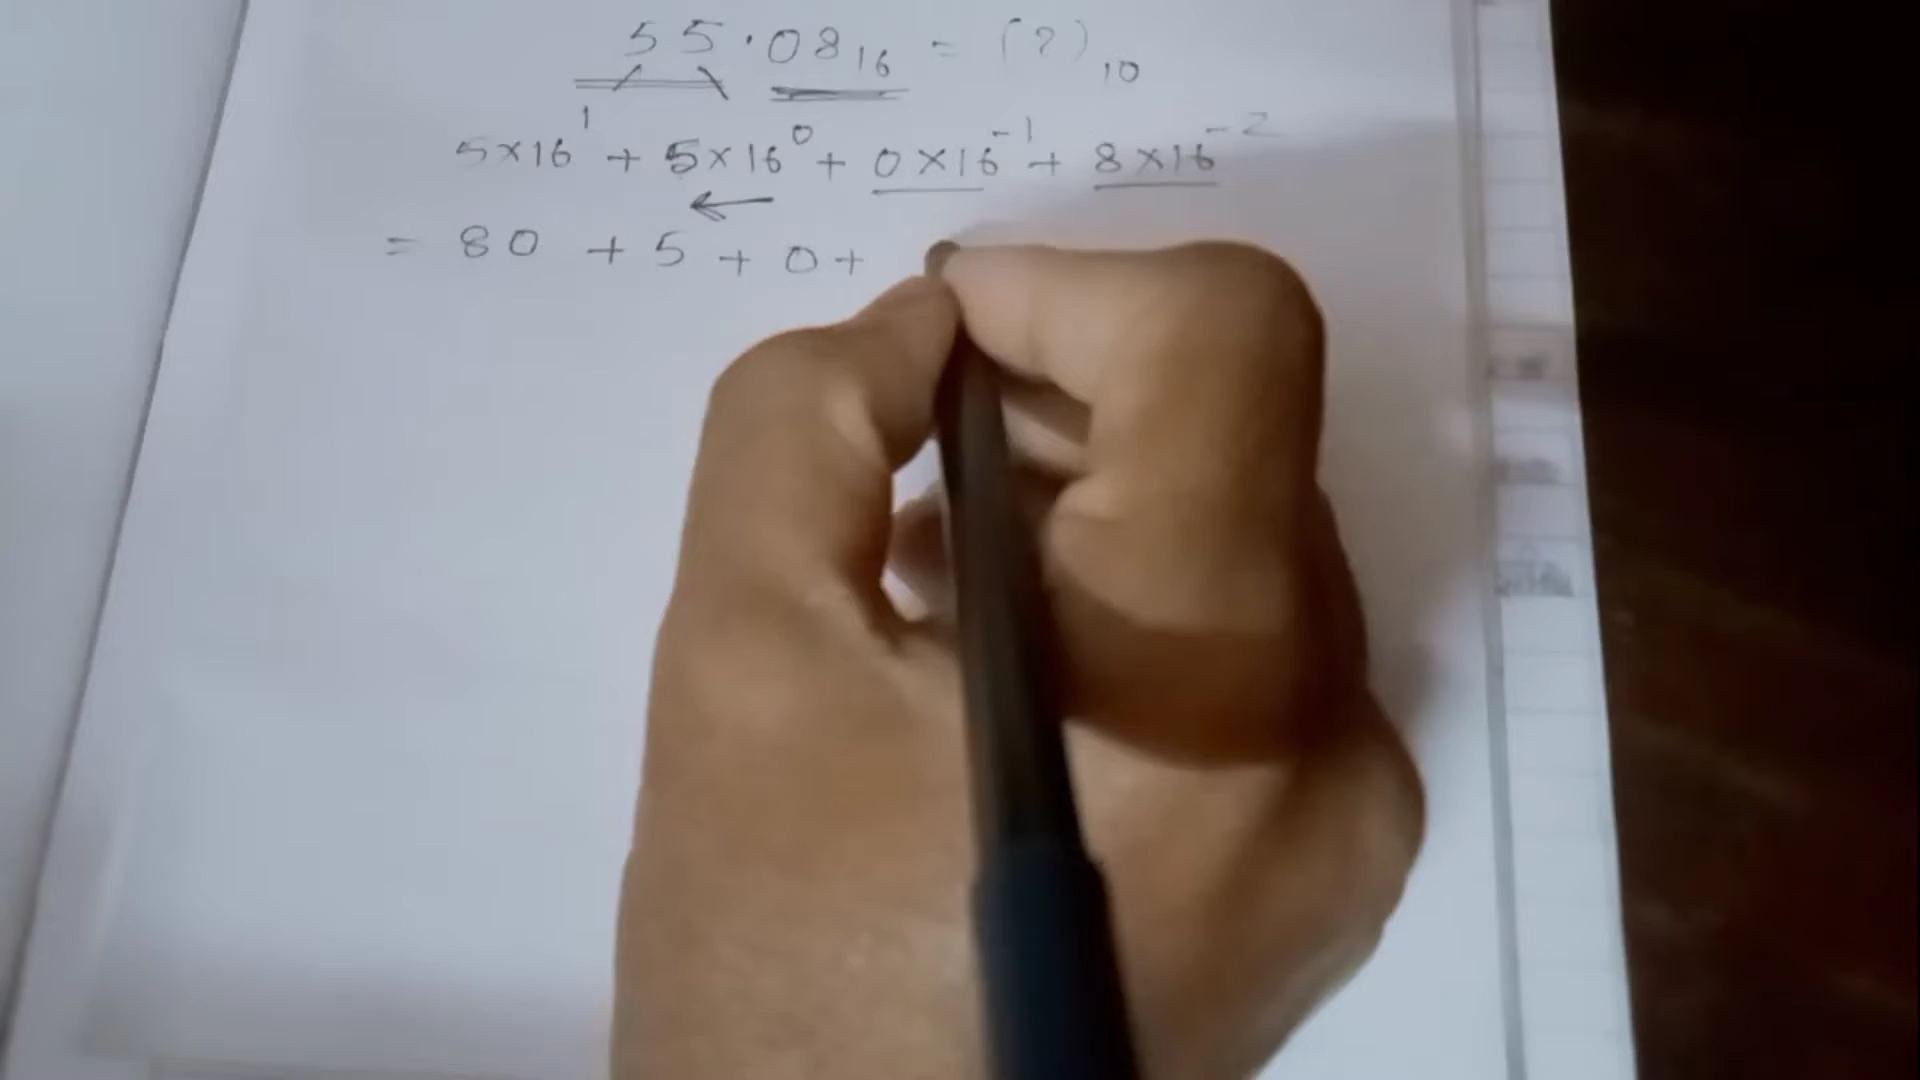 55.08₁₆ = (?)₁₀
5×16¹ + 5×16⁰ + 0×16⁻¹ + 8×16⁻²
= 80 + 5 + 0 +